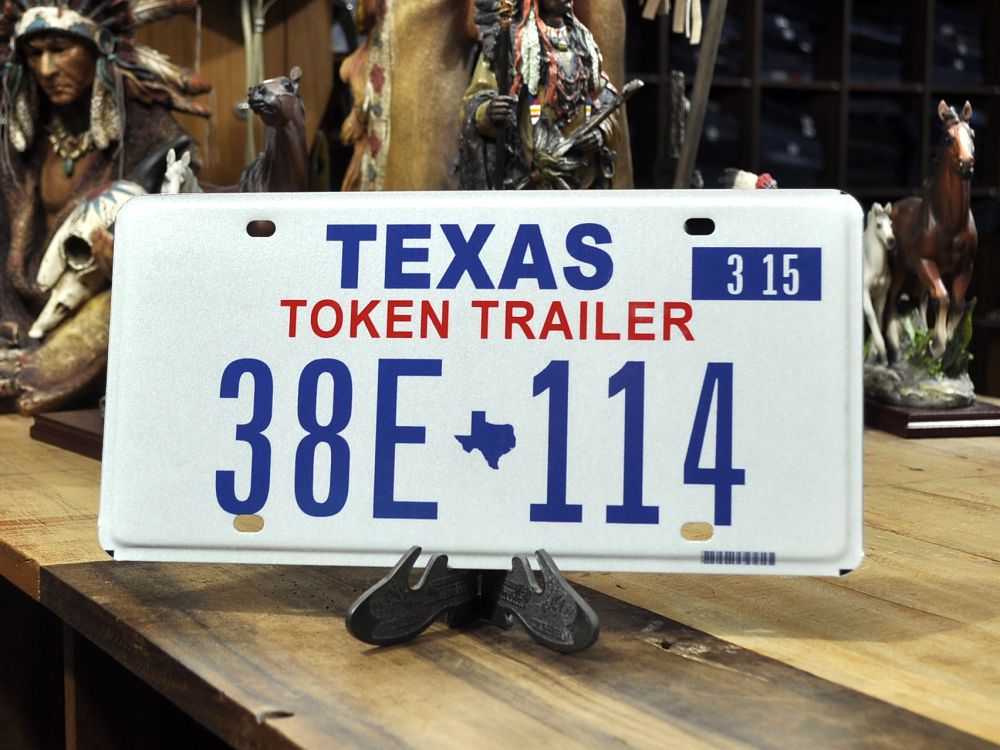 TEXAS
3 15
TOKEN TRAILER
38E 114